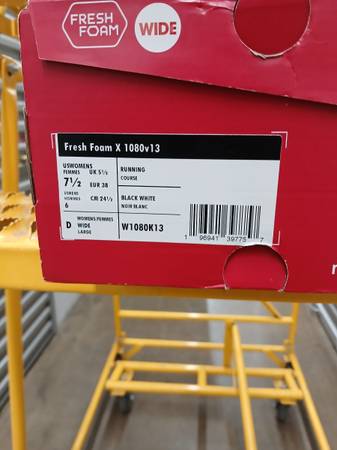 FRESH
FOAM
WIDE
Fresh Foam X 1080v13
USWOMENS
FEMMES
7½
UK 5½
EUR 38
USMENS
HOMMES
6
CM 24½
RUNNING
COURSE
BLACK WHITE
NOIR BLANC
D
WOMENS FEMMES
WIDE
LARGE
W1080K13
1 96941 39775 7